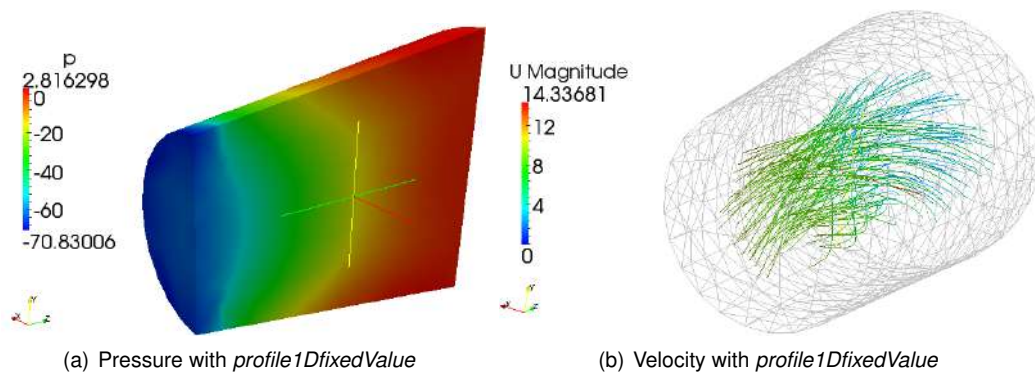 p
2.816298
0
-20
-40
-60
-70.83006
Y
X
Z
U Magnitude
14.33681
12
8
4
0
Y
X
Z
(a) Pressure with profile1DfixedValue
(b) Velocity with profile1DfixedValue